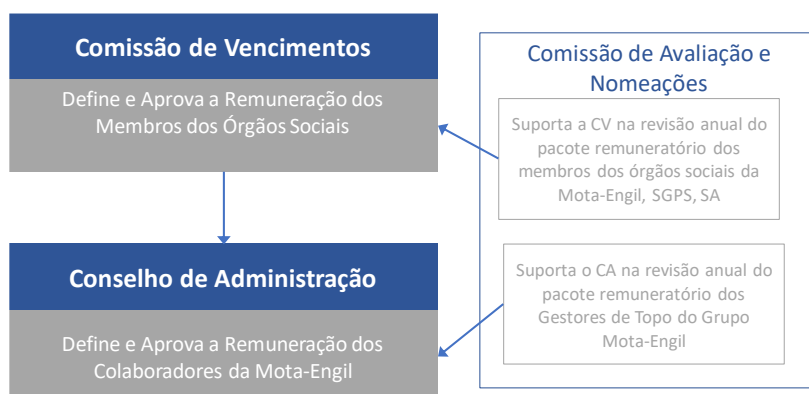 Comissão de Vencimentos
Define e Aprova a Remuneração dos
Membros dos Órgãos Sociais
Conselho de Administração
Define e Aprova a Remuneração dos
Colaboradores da Mota-Engil
Comissão de Avaliação e
Nomeações
Suporta a CV na revisão anual do
pacote remuneratório dos
membros dos órgãos sociais da
Mota-Engil, SGPS, SA
Suporta o CA na revisão anual do
pacote remuneratório dos
Gestores de Topo do Grupo
Mota-Engil